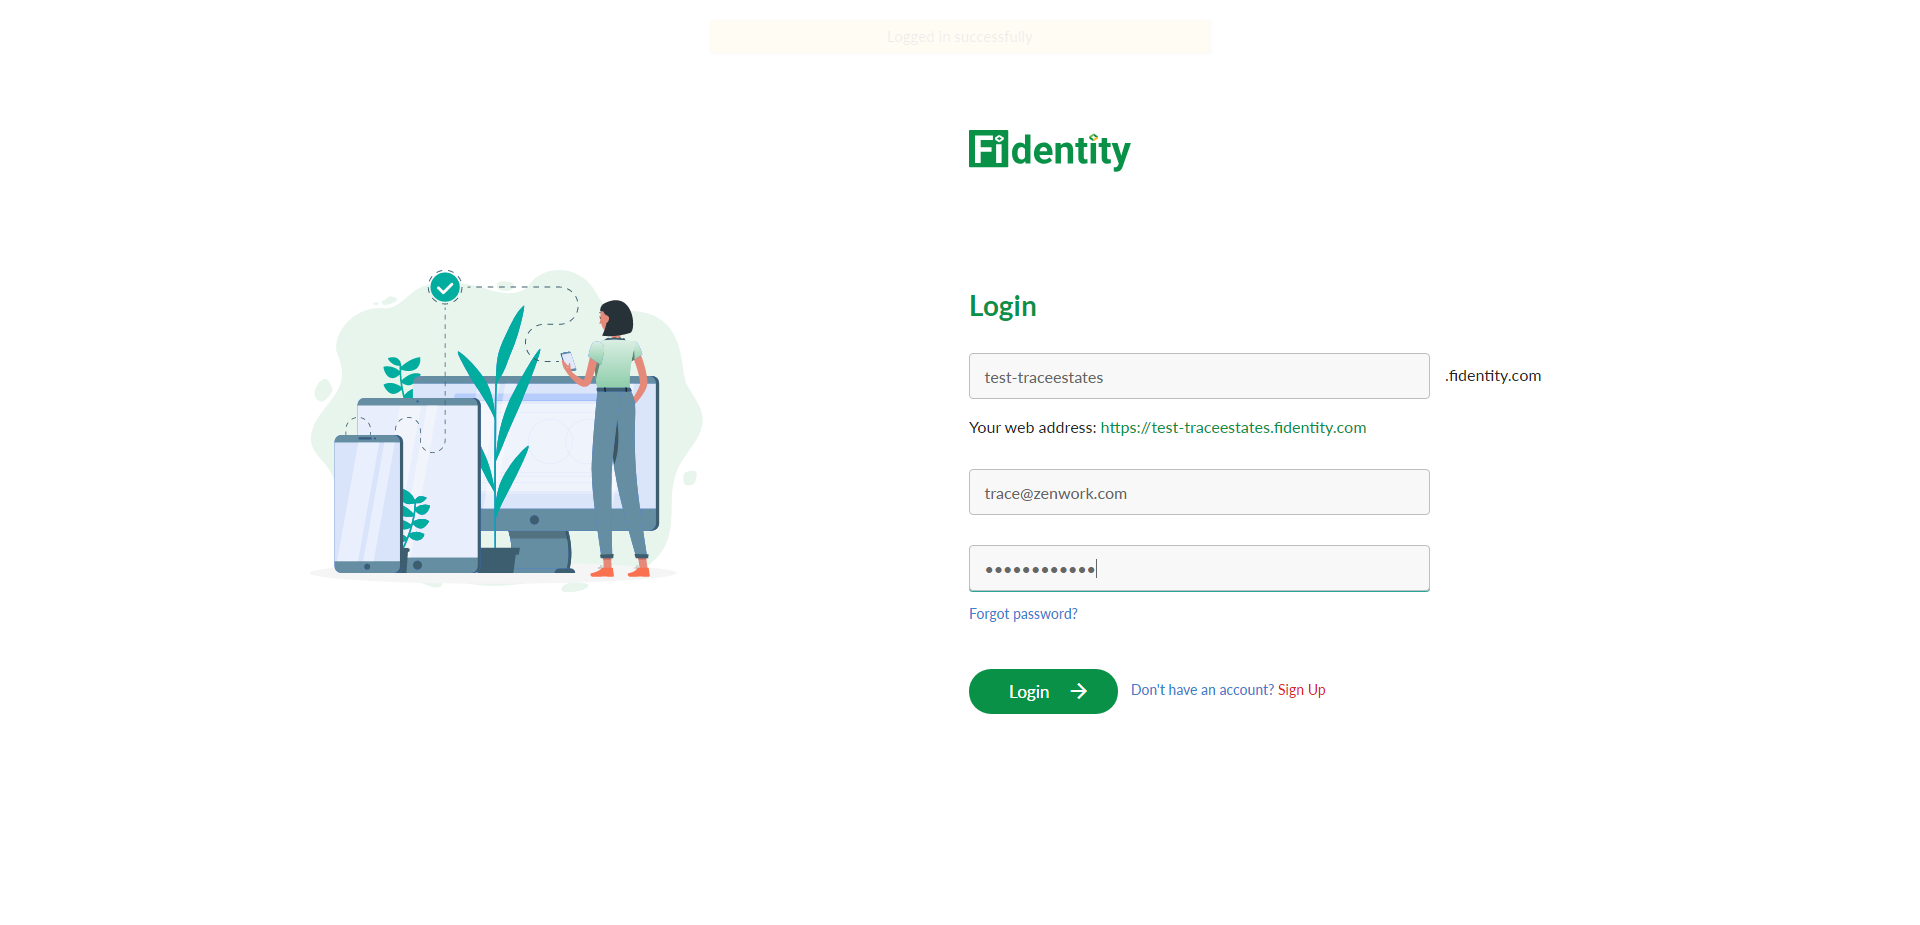 Logged in successfully
Fidentity
Login
test-traceestates
.fidentity.com
Your web address: https://test-traceestates.fidentity.com
trace@zenwork.com
••••••••••••
Forgot password?
Login →
Don't have an account? Sign Up